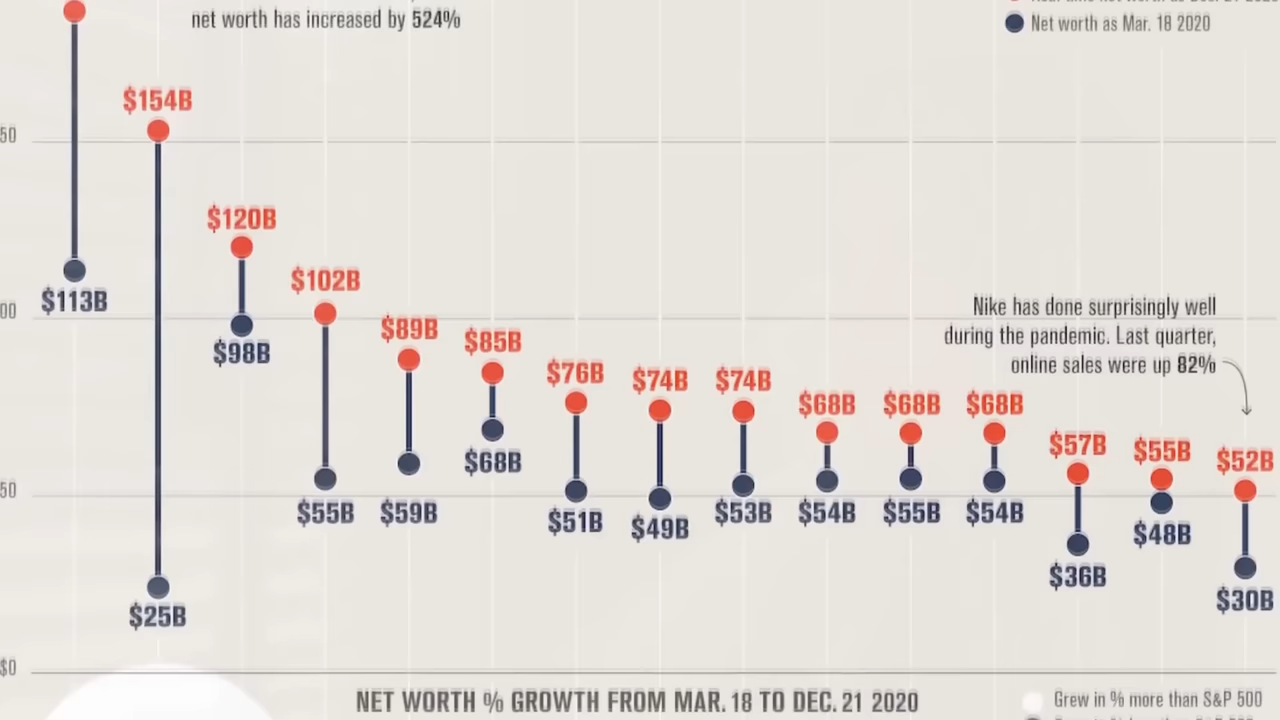 net worth has increased by 524%
Net worth as Mar. 18 2020
$154B
50
$120B
$102B
$113B
00
$98B
$89B
$85B
$76B
$74B
$74B
$68B
$68B
$68B
Nike has done surprisingly well
during the pandemic. Last quarter,
online sales were up 82%
$57B
$55B
$52B
$68B
50
$55B
$59B
$51B
$49B
$53B
$54B
$55B
$54B
$48B
$36B
$30B
$25B
$0
NET WORTH % GROWTH FROM MAR. 18 TO DEC. 21 2020
Grew in % more than S&P 500